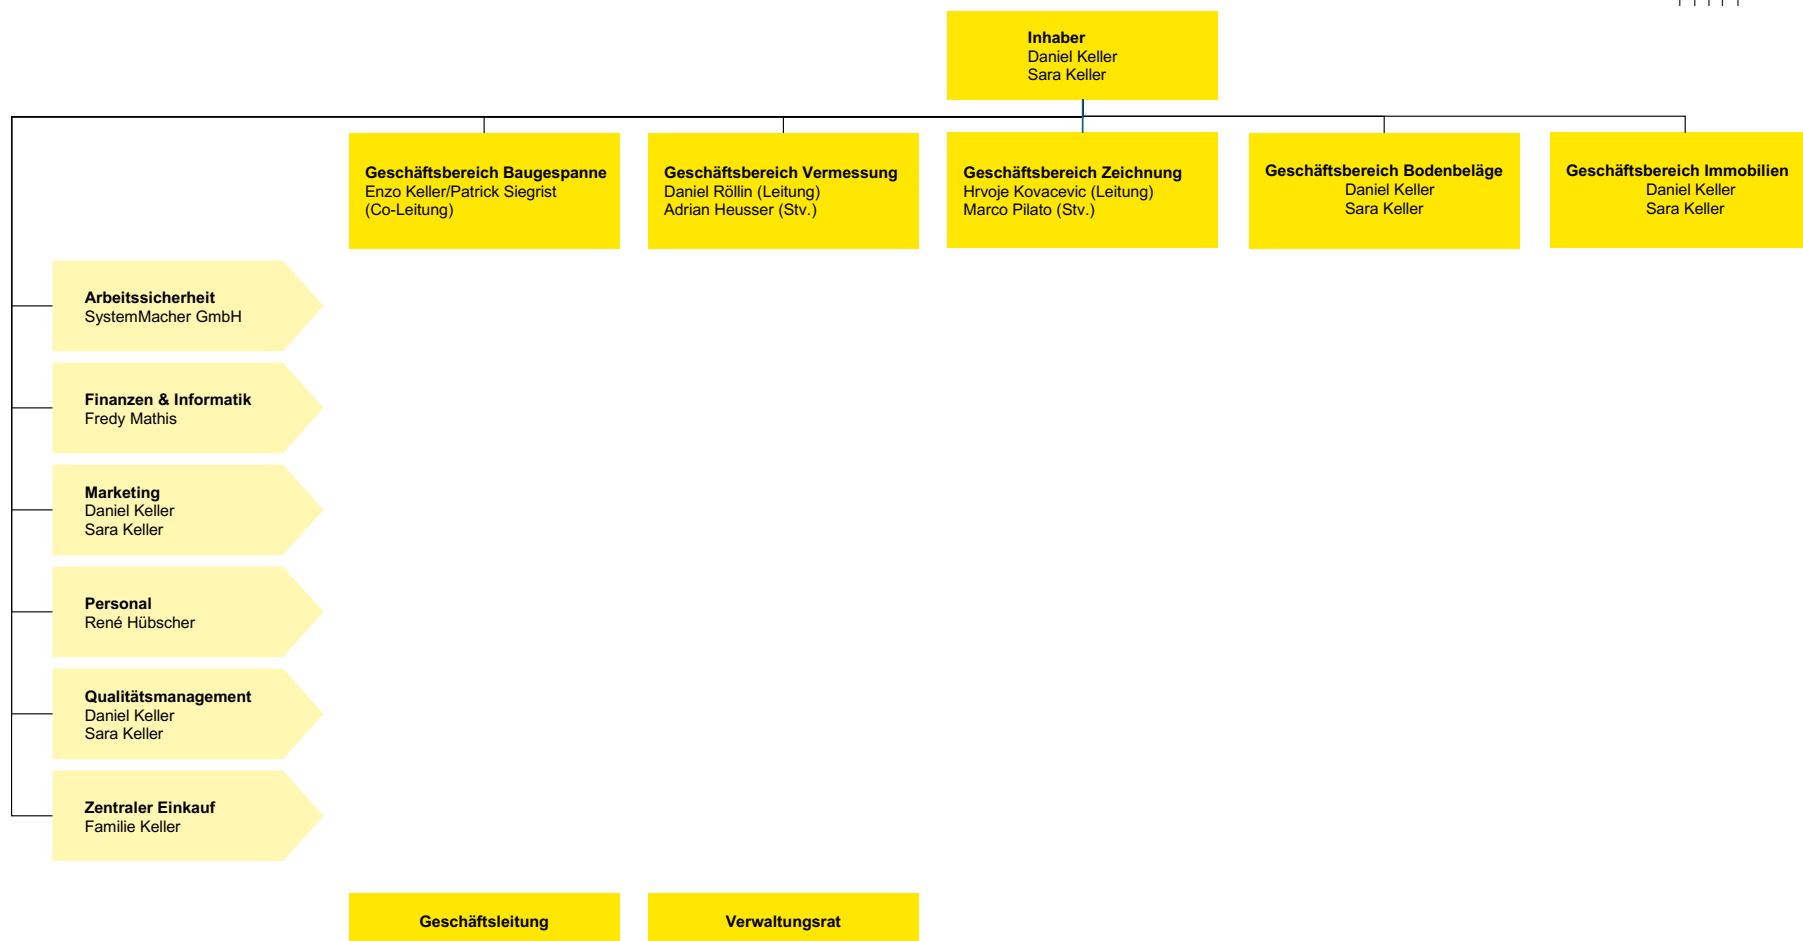 Inhaber
Daniel Keller
Sara Keller
Geschäftsbereich Baugespanne
Enzo Keller/Patrick Siegrist
(Co-Leitung)
Geschäftsbereich Vermessung
Daniel Röllin (Leitung)
Adrian Heusser (Stv.)
Geschäftsbereich Zeichnung
Hrvoje Kovacevic (Leitung)
Marco Pilato (Stv.)
Geschäftsbereich Bodenbeläge
Daniel Keller
Sara Keller
Geschäftsbereich Immobilien
Daniel Keller
Sara Keller
Arbeitssicherheit
SystemMacher GmbH
Finanzen & Informatik
Fredy Mathis
Marketing
Daniel Keller
Sara Keller
Personal
René Hübscher
Qualitätsmanagement
Daniel Keller
Sara Keller
Zentraler Einkauf
Familie Keller
Geschäftsleitung
Verwaltungsrat